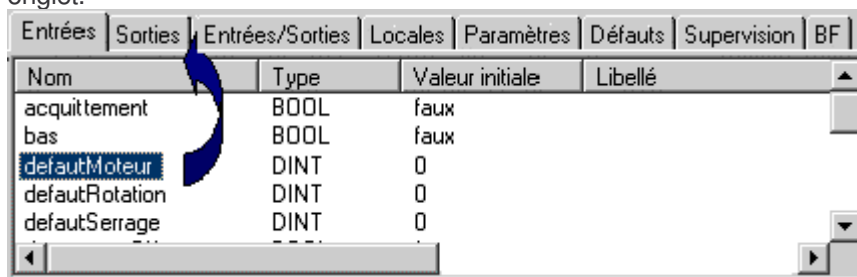 onglet.
Entrées Sorties Entrées/Sorties Locales Paramètres Défauts Supervision BF
Nom Type Valeur initiale Libellé
acquittement BOOL faux
bas BOOL faux
defautMoteur DINT 0
defautRotation DINT 0
defautSerrage DINT 0